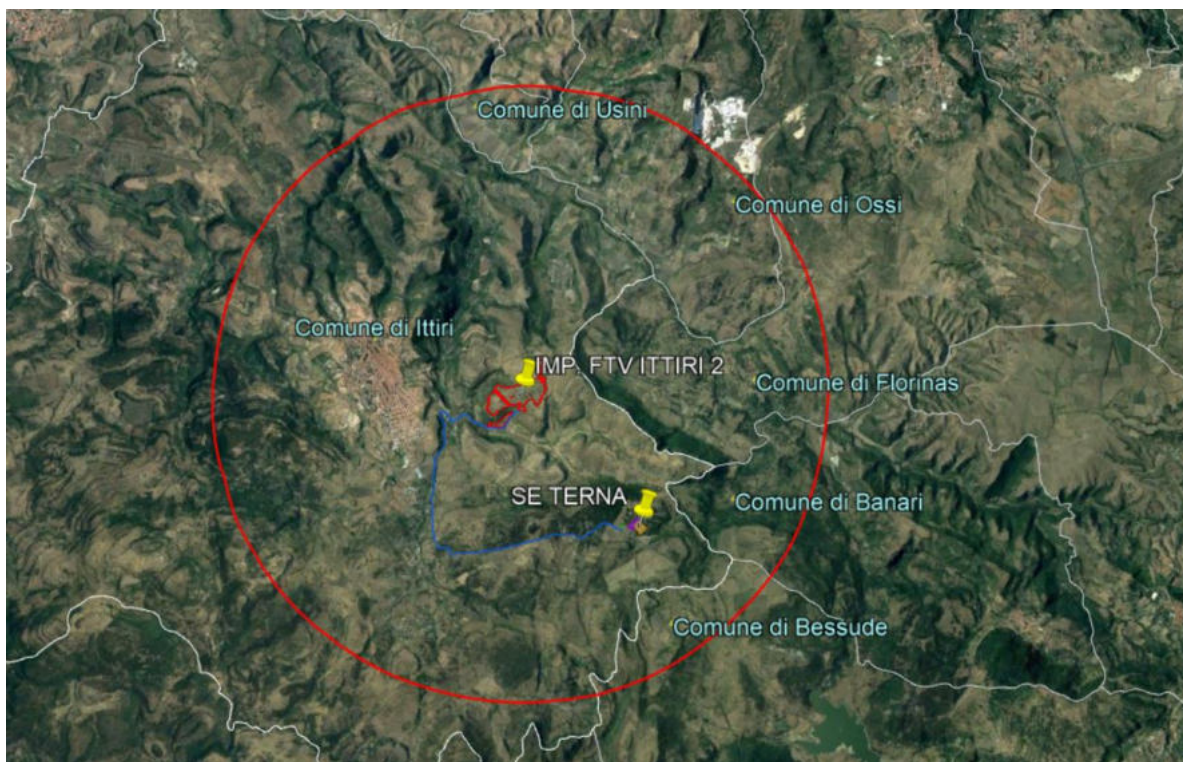 Comune di Usini
Comune di Ossi
Comune di Ittiri
IMP. FTV ITTIRI 2
Comune di Florinas
SE TERNA
Comune di Banari
Comune di Bessude